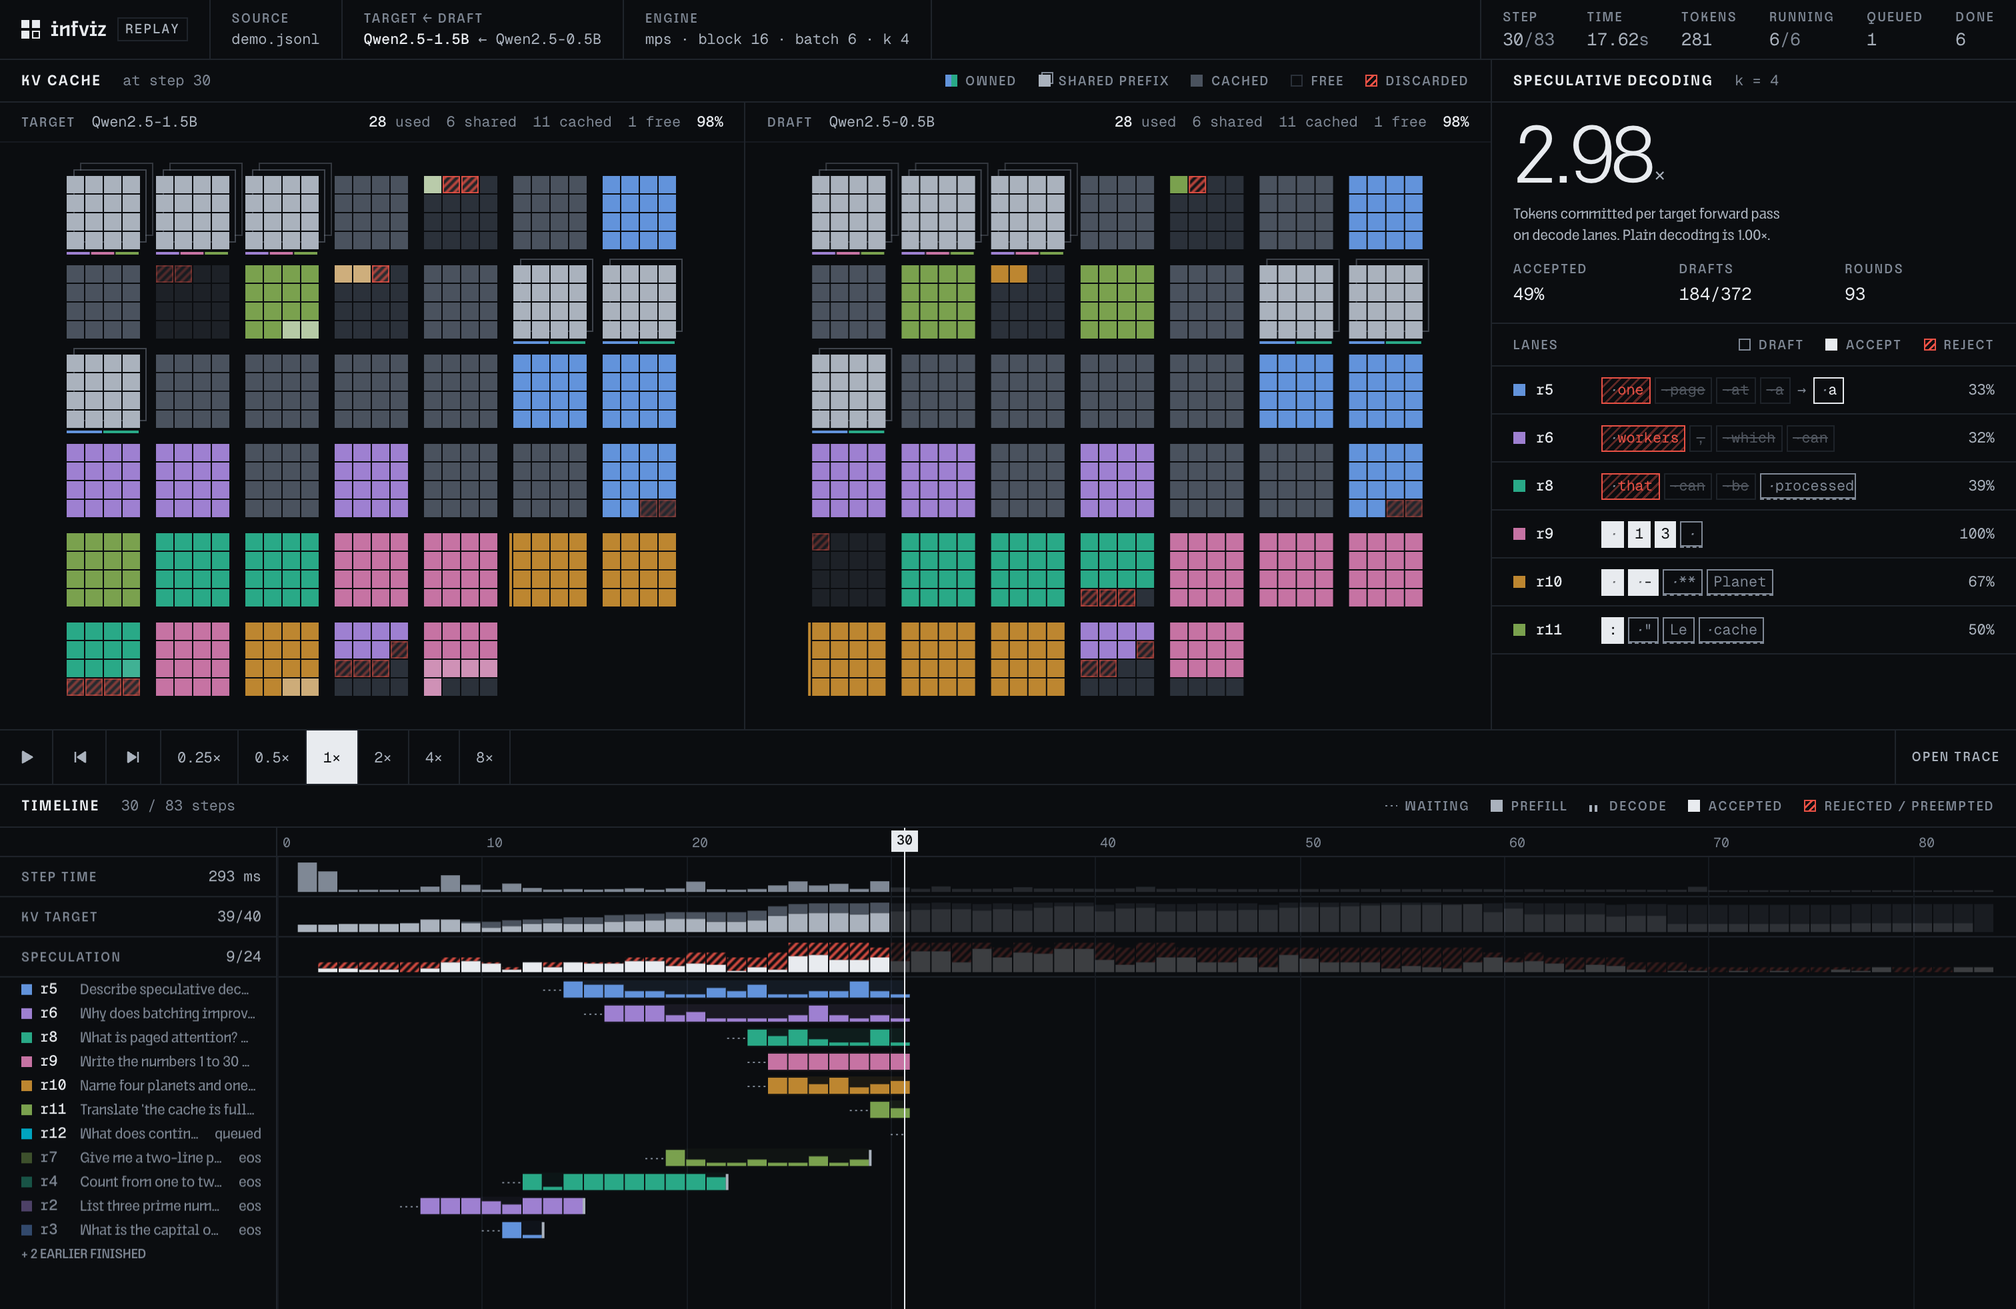 infviz REPLAY
SOURCE
demo.jsonl
TARGET ← DRAFT
Qwen2.5-1.5B ← Qwen2.5-0.5B
ENGINE
mps · block 16 · batch 6 · k 4
STEP TIME TOKENS RUNNING QUEUED DONE
30/83 17.62s 281 6/6 1 6
KV CACHE at step 30
OWNED SHARED PREFIX CACHED FREE DISCARDED
TARGET Qwen2.5-1.5B 28 used 6 shared 11 cached 1 free 98%
DRAFT Qwen2.5-0.5B 28 used 6 shared 11 cached 1 free 98%
SPECULATIVE DECODING k = 4
2.98×
Tokens committed per target forward pass
on decode lanes. Plain decoding is 1.00×.
ACCEPTED DRAFTS ROUNDS
49% 184/372 93
LANES DRAFT ACCEPT REJECT
r5 ·one ·page ·at ·a → ·a 33%
r6 ·workers , ·which ·can 32%
r8 ·that ·can ·be ·processed 39%
r9 · 1 3 · 100%
r10 · ·- ·** Planet 67%
r11 : ·" Le ·cache 50%
0.25× 0.5× 1× 2× 4× 8× OPEN TRACE
TIMELINE 30 / 83 steps
WAITING PREFILL DECODE ACCEPTED REJECTED / PREEMPTED
0 10 20 30 40 50 60 70 80
STEP TIME 293 ms
KV TARGET 39/40
SPECULATION 9/24
r5 Describe speculative dec…
r6 Why does batching improv…
r8 What is paged attention? …
r9 Write the numbers 1 to 30 …
r10 Name four planets and one…
r11 Translate 'the cache is full…
r12 What does contin… queued
r7 Give me a two-line p… eos
r4 Count from one to tw… eos
r2 List three prime num… eos
r3 What is the capital o… eos
+ 2 EARLIER FINISHED